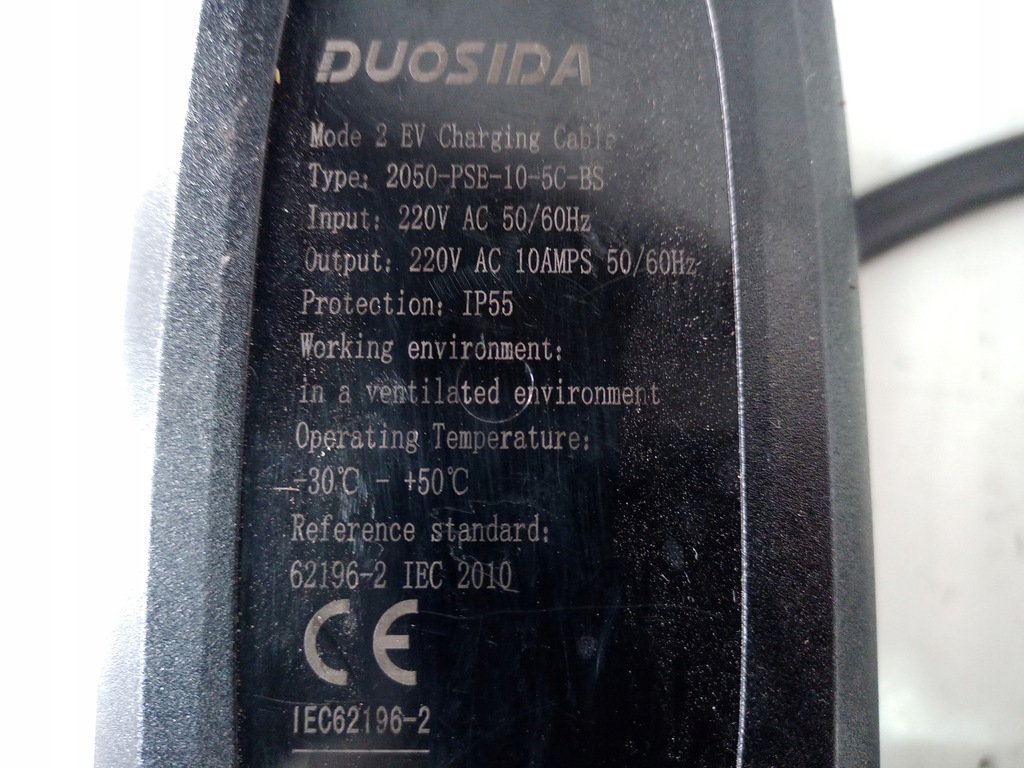 DUOSIDA
Mode 2 EV Charging Cable
Type: 2050-PSE-10-5C-BS
Input: 220V AC 50/60Hz
Output: 220V AC 10AMPS 50/60Hz
Protection: IP55
Working environment:
in a ventilated environment
Operating Temperature:
-30℃ - +50℃
Reference standard:
62196-2 IEC 2010
CE
IEC62196-2